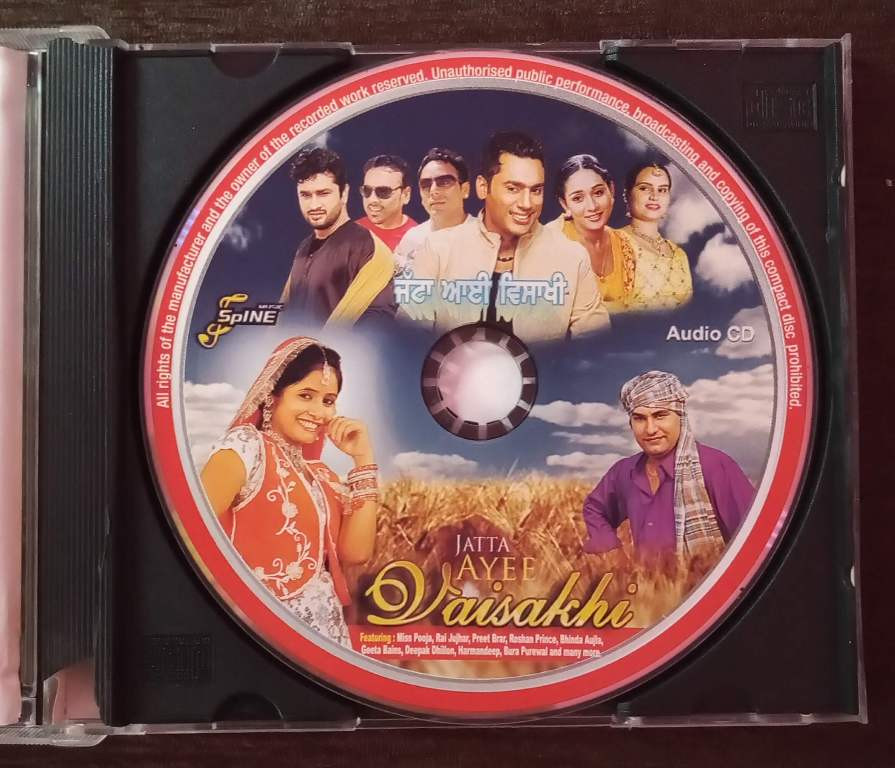 All rights of the manufacturer and the owner of the recorded work reserved. Unauthorised public performance, broadcasting and copying of this compact disc prohibited.
ਜੱਟਾ ਆਈ ਵਿਸਾਖੀ
SpINE
Audio CD
JATTA
AYEE
Vaisakhi
Featuring : Miss Pooja, Rai Jujhar, Preet Brar, Roshan Prince, Bhinda Aujla,
Geeta Bains, Deepak Dhillon, Harmandeep, Bura Purewal and many more.